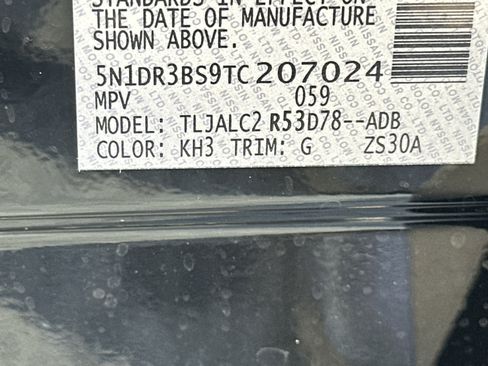 STANDARDS IN EFFECT ON
THE DATE OF MANUFACTURE
SHOWN ABOVE.
5N1DR3BS9TC207024
MPV 059
MODEL: TLJALC2 R53D78--ADB
COLOR: KH3 TRIM: G ZS30A